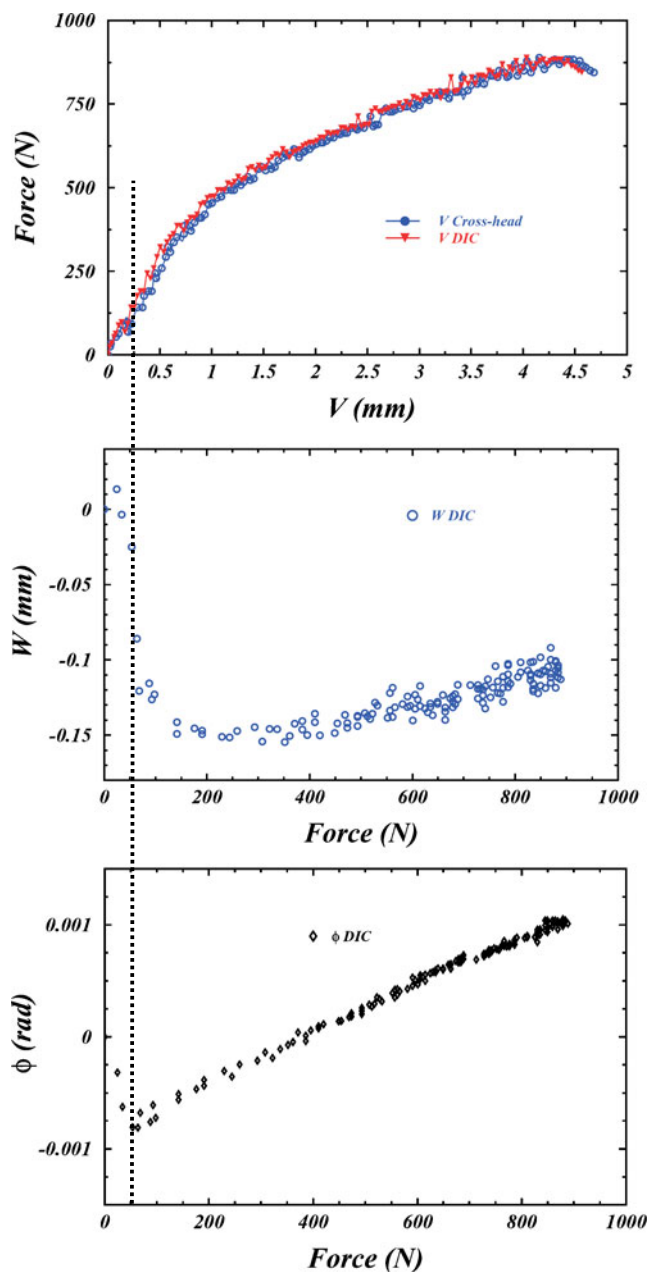 1000
750
500
250
0
Force (N)
V Cross-head
V DIC
0 0.5 1 1.5 2 2.5 3 3.5 4 4.5 5
V (mm)
0
-0.05
-0.1
-0.15
W (mm)
W DIC
200 400 600 800 1000
Force (N)
0.001
0
-0.001
ϕ (rad)
ϕ DIC
0 200 400 600 800 1000
Force (N)